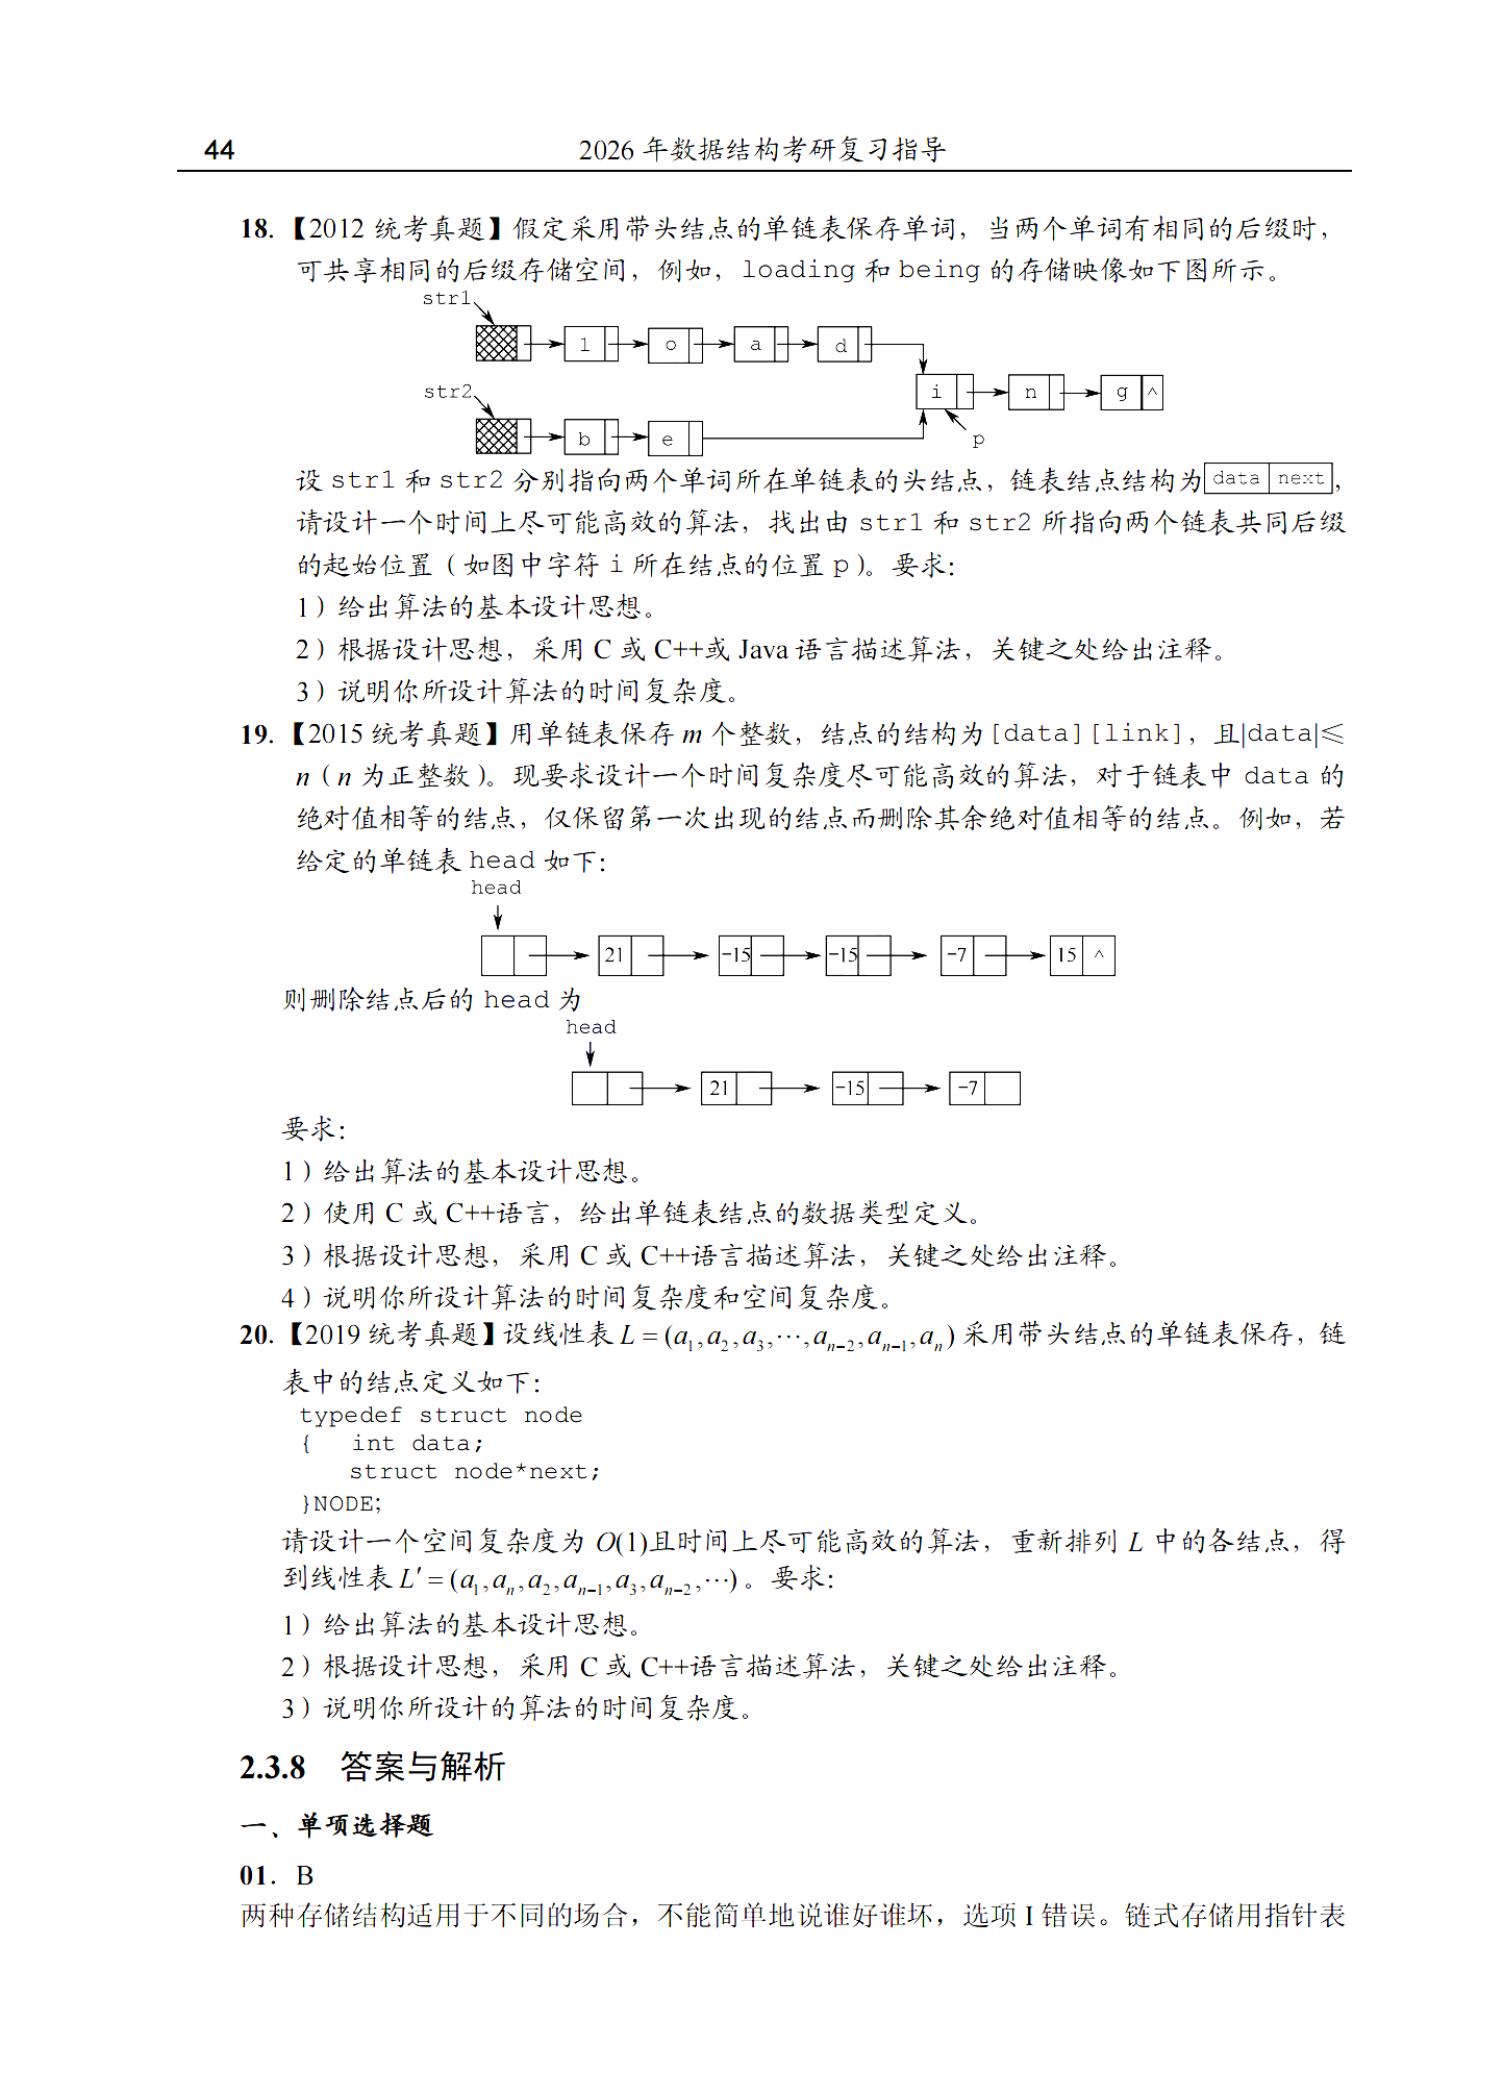 44
2026 年数据结构考研复习指导
18. 【2012 统考真题】假定采用带头结点的单链表保存单词，当两个单词有相同的后缀时，
可共享相同的后缀存储空间，例如，loading 和 being 的存储映像如下图所示。
str1
l o a d
str2
i n g ^
b e
p
设 str1 和 str2 分别指向两个单词所在单链表的头结点，链表结点结构为 data next ，
请设计一个时间上尽可能高效的算法，找出由 str1 和 str2 所指向两个链表共同后缀
的起始位置（如图中字符 i 所在结点的位置 p）。要求：
1）给出算法的基本设计思想。
2）根据设计思想，采用 C 或 C++或 Java 语言描述算法，关键之处给出注释。
3）说明你所设计算法的时间复杂度。
19. 【2015 统考真题】用单链表保存 m 个整数，结点的结构为[data][link]，且|data|≤
n（n 为正整数）。现要求设计一个时间复杂度尽可能高效的算法，对于链表中 data 的
绝对值相等的结点，仅保留第一次出现的结点而删除其余绝对值相等的结点。例如，若
给定的单链表 head 如下：
head
21 -15 -15 -7 15 ^
则删除结点后的 head 为
head
21 -15 -7
要求：
1）给出算法的基本设计思想。
2）使用 C 或 C++语言，给出单链表结点的数据类型定义。
3）根据设计思想，采用 C 或 C++语言描述算法，关键之处给出注释。
4）说明你所设计算法的时间复杂度和空间复杂度。
20. 【2019 统考真题】设线性表 L = (a₁,a₂,a₃,⋯,aₙ₋₂,aₙ₋₁,aₙ) 采用带头结点的单链表保存，链
表中的结点定义如下：
typedef struct node
{ int data;
struct node*next;
}NODE;
请设计一个空间复杂度为 O(1)且时间上尽可能高效的算法，重新排列 L 中的各结点，得
到线性表 L′ = (a₁,aₙ,a₂,aₙ₋₁,a₃,aₙ₋₂,⋯) 。要求：
1）给出算法的基本设计思想。
2）根据设计思想，采用 C 或 C++语言描述算法，关键之处给出注释。
3）说明你所设计的算法的时间复杂度。
2.3.8 答案与解析
一、单项选择题
01. B
两种存储结构适用于不同的场合，不能简单地说谁好谁坏，选项 I 错误。链式存储用指针表